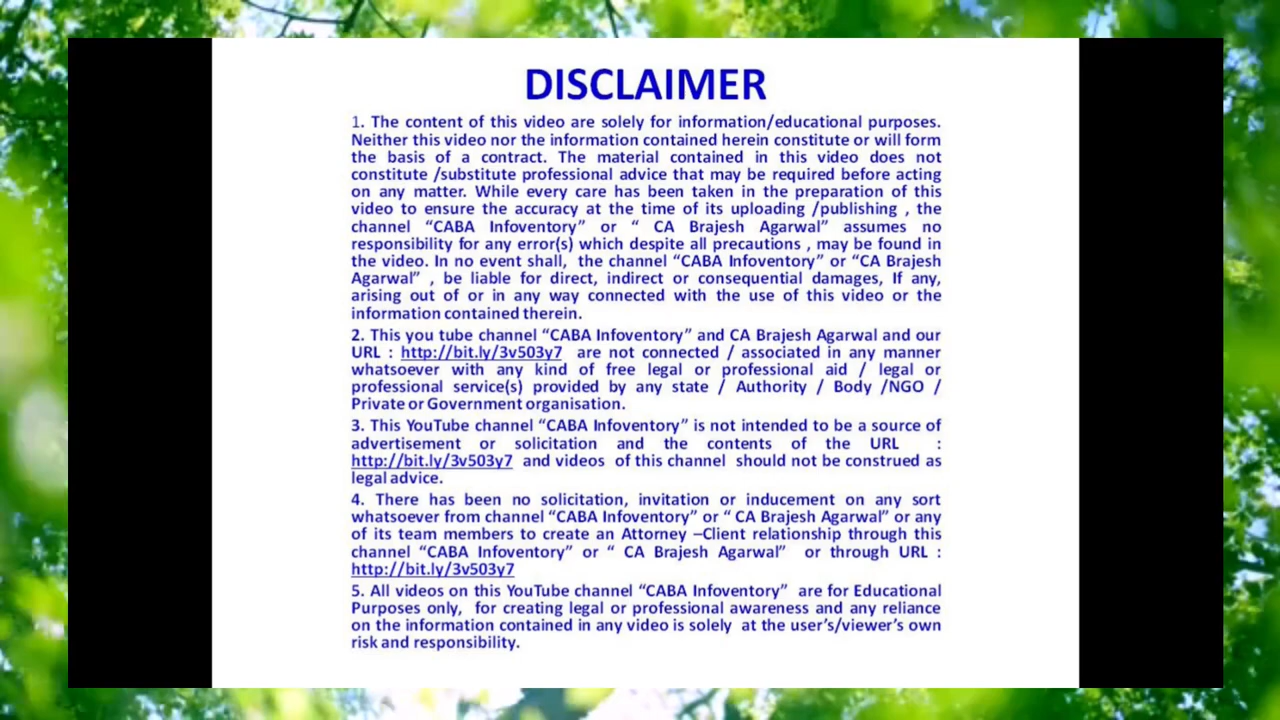 DISCLAIMER
1. The content of this video are solely for information/educational purposes.
Neither this video nor the information contained herein constitute or will form
the basis of a contract. The material contained in this video does not
constitute /substitute professional advice that may be required before acting
on any matter. While every care has been taken in the preparation of this
video to ensure the accuracy at the time of its uploading /publishing , the
channel “CABA Infoventory” or “ CA Brajesh Agarwal” assumes no
responsibility for any error(s) which despite all precautions , may be found in
the video. In no event shall, the channel “CABA Infoventory” or “CA Brajesh
Agarwal” , be liable for direct, indirect or consequential damages, If any,
arising out of or in any way connected with the use of this video or the
information contained therein.
2. This you tube channel “CABA Infoventory” and CA Brajesh Agarwal and our
URL : http://bit.ly/3v503y7 are not connected / associated in any manner
whatsoever with any kind of free legal or professional aid / legal or
professional service(s) provided by any state / Authority / Body /NGO /
Private or Government organisation.
3. This YouTube channel “CABA Infoventory” is not intended to be a source of
advertisement or solicitation and the contents of the URL :
http://bit.ly/3v503y7 and videos of this channel should not be construed as
legal advice.
4. There has been no solicitation, invitation or inducement on any sort
whatsoever from channel “CABA Infoventory” or “ CA Brajesh Agarwal” or any
of its team members to create an Attorney –Client relationship through this
channel “CABA Infoventory” or “ CA Brajesh Agarwal” or through URL :
http://bit.ly/3v503y7
5. All videos on this YouTube channel “CABA Infoventory” are for Educational
Purposes only, for creating legal or professional awareness and any reliance
on the information contained in any video is solely at the user’s/viewer’s own
risk and responsibility.